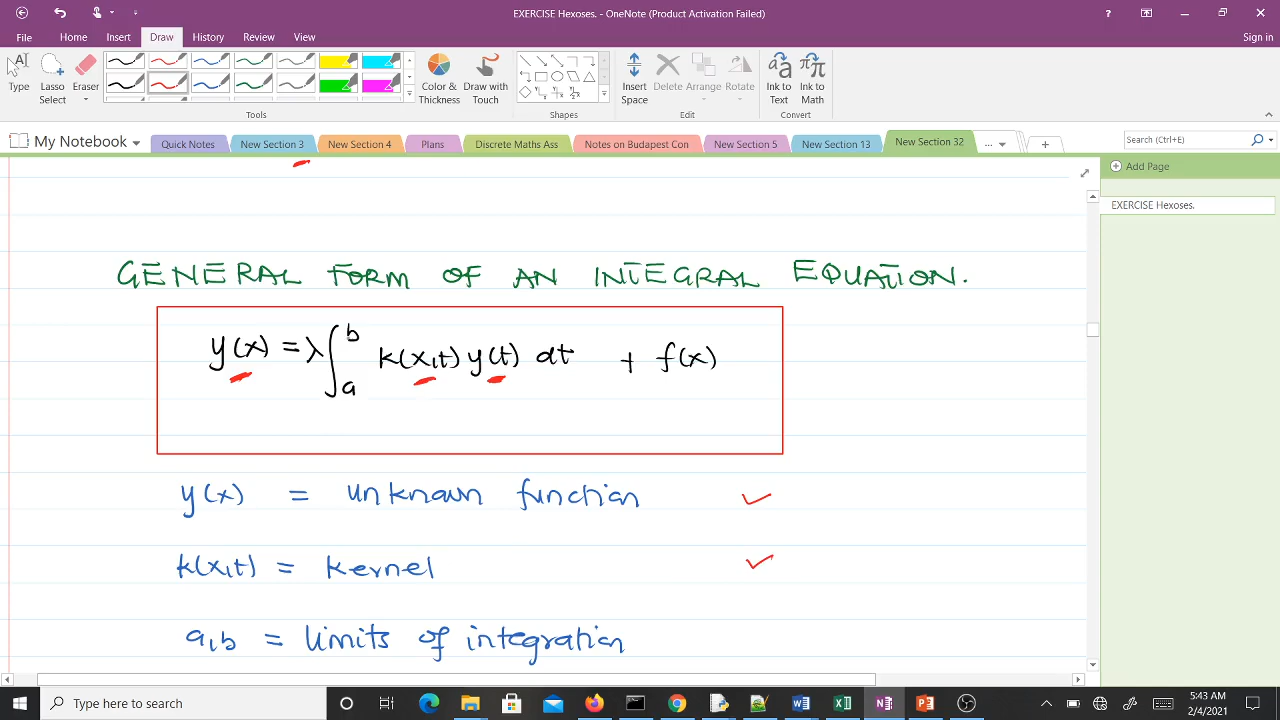 EXERCISE Hexoses. - OneNote (Product Activation Failed)
?
File Home Insert Draw History Review View
Sign in
Type Lasso Select Eraser Color & Thickness Draw with Touch Insert Space Delete Arrange Rotate Ink to Text Ink to Math
Tools Shapes Edit Convert
My Notebook Quick Notes New Section 3 New Section 4 Plans Discrete Maths Ass Notes on Budapest Con New Section 5 New Section 13 New Section 32 ... + Search (Ctrl+E)
Add Page
EXERCISE Hexoses.
GENERAL FORM OF AN INTEGRAL EQUATION.
y(x) = λ∫ₐᵇ k(x,t) y(t) dt + f(x)
y(x) = unknown function
k(x,t) = kernel
a,b = limits of integration
Type here to search
5:43 AM
2/4/2021